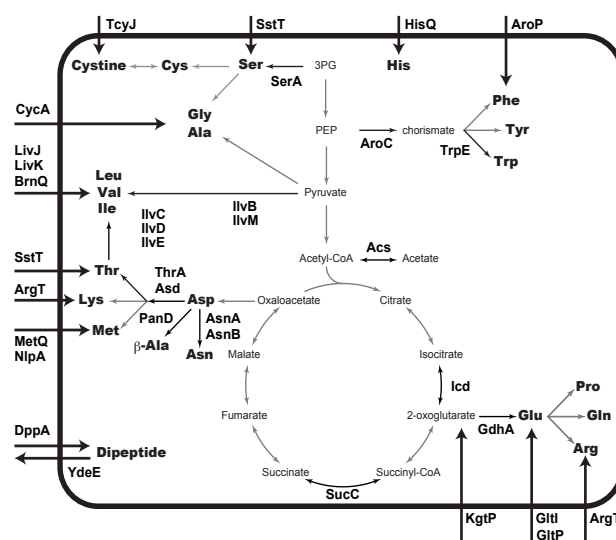 TcyJ
SstT
HisQ
AroP
Cystine
Cys
Ser
SerA
3PG
His
Phe
Tyr
Trp
CycA
Gly
Ala
PEP
AroC
chorismate
TrpE
LivJ
LivK
BrnQ
Leu
Val
Ile
IlvC
IlvD
IlvE
IlvB
IlvM
Pyruvate
SstT
Thr
ThrA
Asd
Acetyl-CoA
Acs
Acetate
ArgT
Lys
Asp
Oxaloacetate
Citrate
MetQ
NlpA
Met
PanD
β-Ala
AsnA
AsnB
Asn
Malate
Isocitrate
Icd
Fumarate
2-oxoglutarate
GdhA
Glu
Pro
Gln
Arg
DppA
Dipeptide
YdeE
Succinate
SucC
Succinyl-CoA
KgtP
GltI
GltP
ArgT